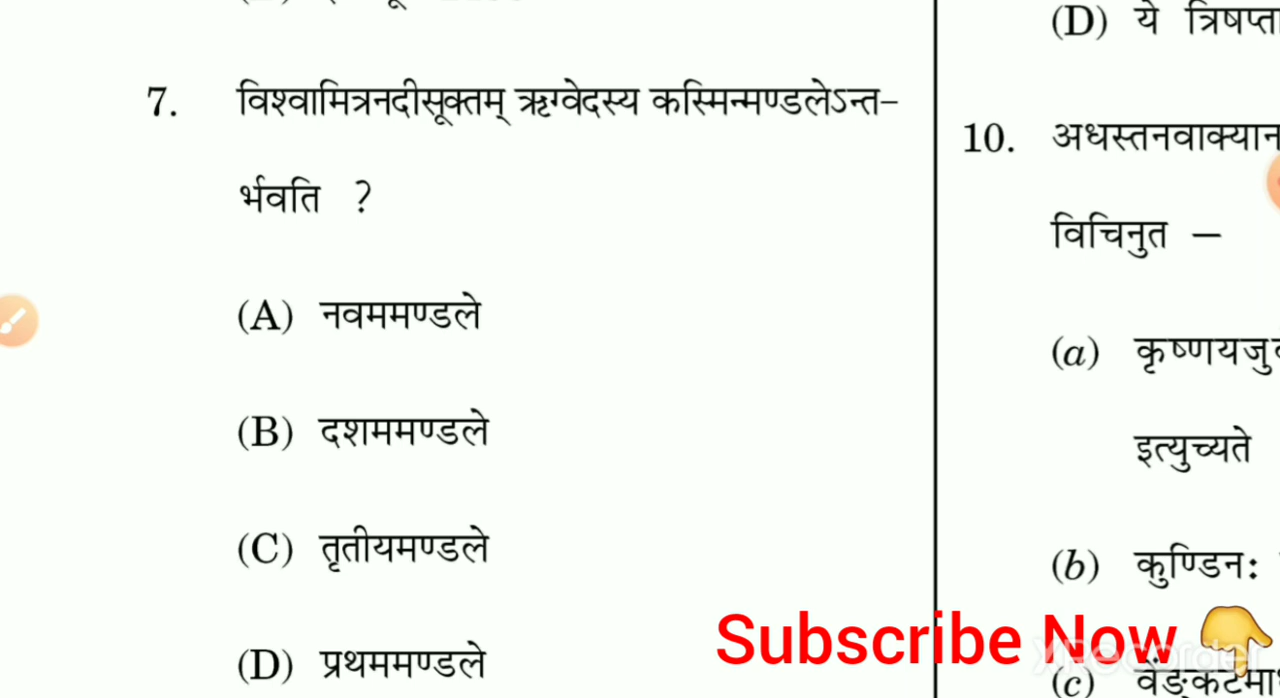 7. विश्वामित्रनदीसूक्तम् ऋग्वेदस्य कस्मिन्मण्डलेऽन्त-
र्भवति ?
(A) नवममण्डले
(B) दशममण्डले
(C) तृतीयमण्डले
(D) प्रथममण्डले
(D) ये त्रिषप्ता
10. अधस्तनवाक्यान
विचिनुत –
(a) कृष्णयजु
इत्युच्यते
(b) कुण्डिनः
(c) वेंङ्कटमा
Subscribe Now
XRecorder